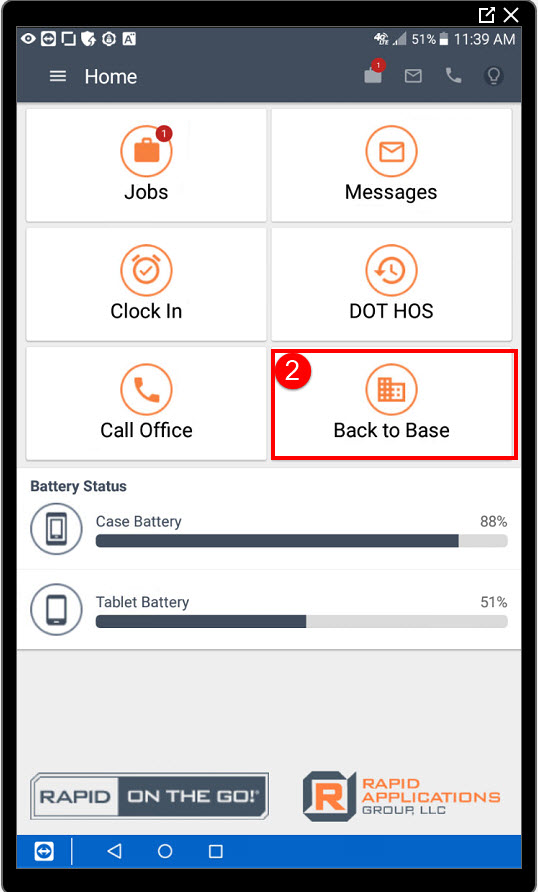 51% 11:39 AM
Home
1
1
Jobs
Messages
Clock In
DOT HOS
2
Call Office
Back to Base
Battery Status
Case Battery 88%
Tablet Battery 51%
RAPID ON THE GO!®
R RAPID
APPLICATIONS
GROUP, LLC